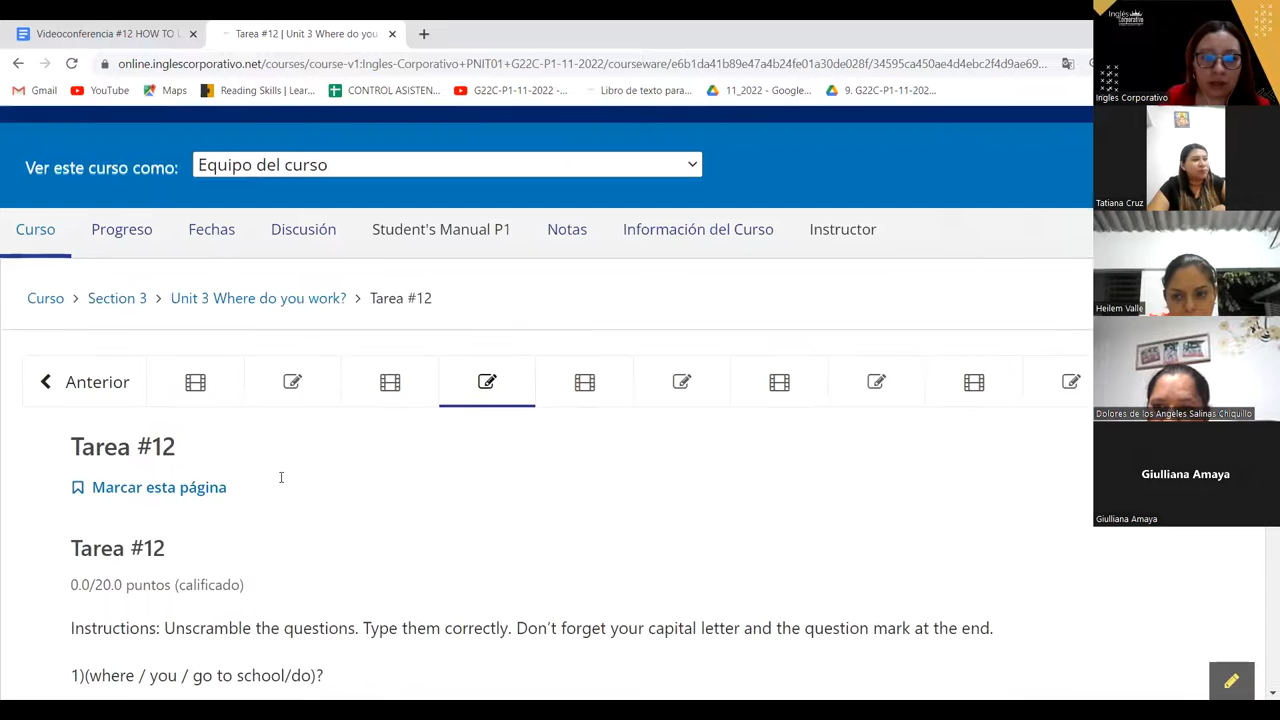 Videoconferencia #12 HOW TO
Tarea #12 | Unit 3 Where do you
online.inglescorporativo.net/courses/course-v1:Ingles-Corporativo+PNIT01+G22C-P1-11-2022/courseware/e6b1da41b89e47a4b24fe01a30de028f/34595ca450ae4d4ebc2f4d9ae69...
Gmail YouTube Maps Reading Skills | Lear... CONTROL ASISTEN... G22C-P1-11-2022 -... Libro de texto para... 11_2022 - Google... 9. G22C-P1-11-202...
Ver este curso como: Equipo del curso
Curso Progreso Fechas Discusión Student's Manual P1 Notas Información del Curso Instructor
Curso > Section 3 > Unit 3 Where do you work? > Tarea #12
Anterior
Tarea #12
Marcar esta página
Tarea #12
0.0/20.0 puntos (calificado)
Instructions: Unscramble the questions. Type them correctly. Don't forget your capital letter and the question mark at the end.
1)(where / you / go to school/do)?
Inglés
Corporativo
Ingles Corporativo
Tatiana Cruz
Heilem Valle
Dolores de los Angeles Salinas Chiquillo
Giulliana Amaya
Giulliana Amaya